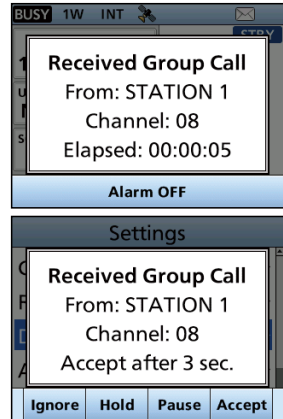 BUSY 1W INT
STBY
Received Group Call
From: STATION 1
Channel: 08
Elapsed: 00:00:05
Alarm OFF
Settings
Received Group Call
From: STATION 1
Channel: 08
Accept after 3 sec.
Ignore Hold Pause Accept